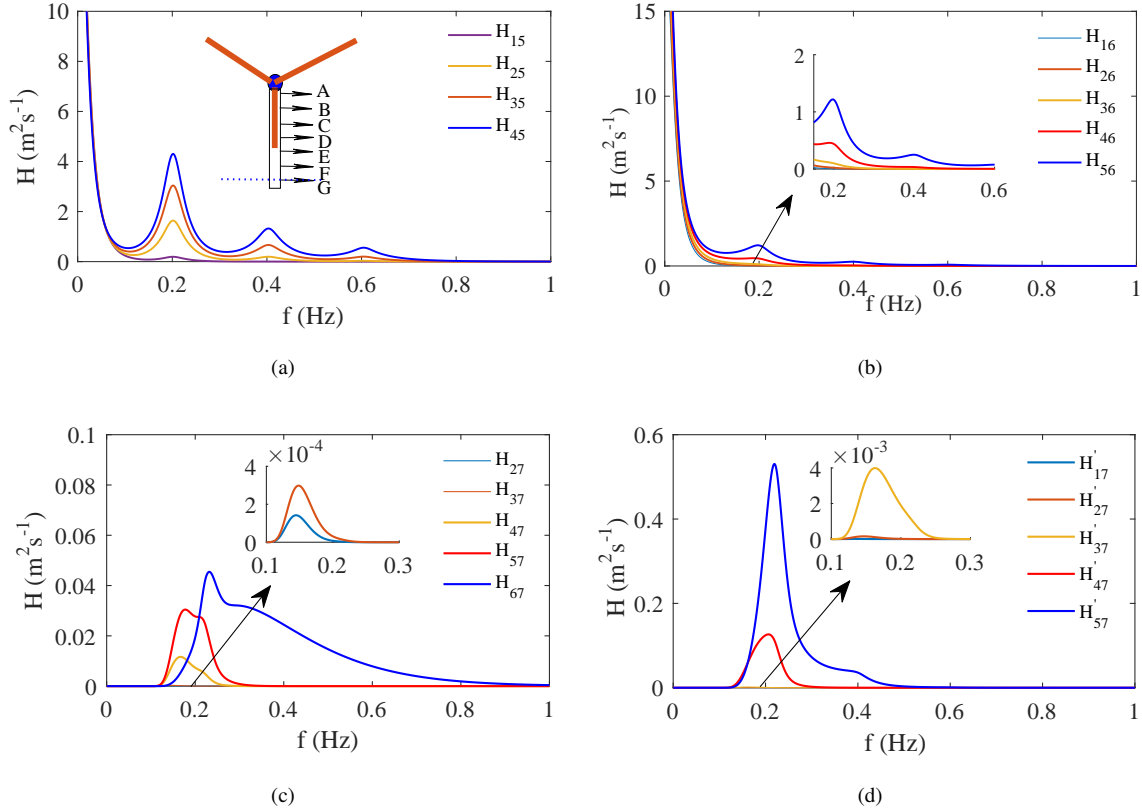 10
8
6
4
2
0
H (m²s⁻¹)
0 0.2 0.4 0.6 0.8 1
f (Hz)
H₁₅
H₂₅
H₃₅
H₄₅
A
B
C
D
E
F
G
(a)
15
10
5
0
H (m²s⁻¹)
0 0.2 0.4 0.6 0.8 1
f (Hz)
2
1
0
0.2 0.4 0.6
H₁₆
H₂₆
H₃₆
H₄₆
H₅₆
(b)
0.1
0.08
0.06
0.04
0.02
0
H (m²s⁻¹)
0 0.2 0.4 0.6 0.8 1
f (Hz)
×10⁻⁴
4
2
0
0.1 0.2 0.3
H₂₇
H₃₇
H₄₇
H₅₇
H₆₇
(c)
0.6
0.4
0.2
0
H (m²s⁻¹)
0 0.2 0.4 0.6 0.8 1
f (Hz)
×10⁻³
4
2
0
0.1 0.2 0.3
H'₁₇
H'₂₇
H'₃₇
H'₄₇
H'₅₇
(d)